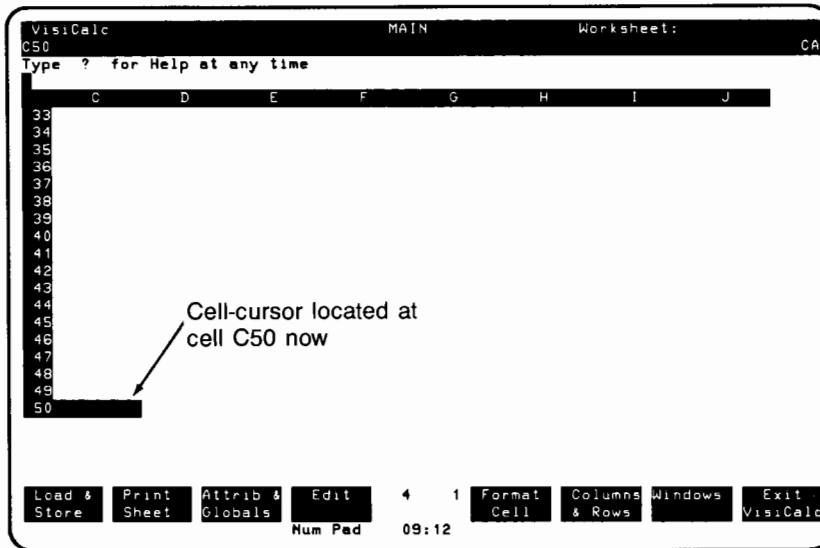 VisiCalc MAIN Worksheet:
C50 CA
Type ? for Help at any time
C D E F G H I J
33
34
35
36
37
38
39
40
41
42
43
44
45
46
47
48
49
50
Cell-cursor located at
cell C50 now
Load & Print Attrib & Edit 4 1 Format Columns Windows Exit
Store Sheet Globals Cell & Rows VisiCalc
Num Pad 09:12